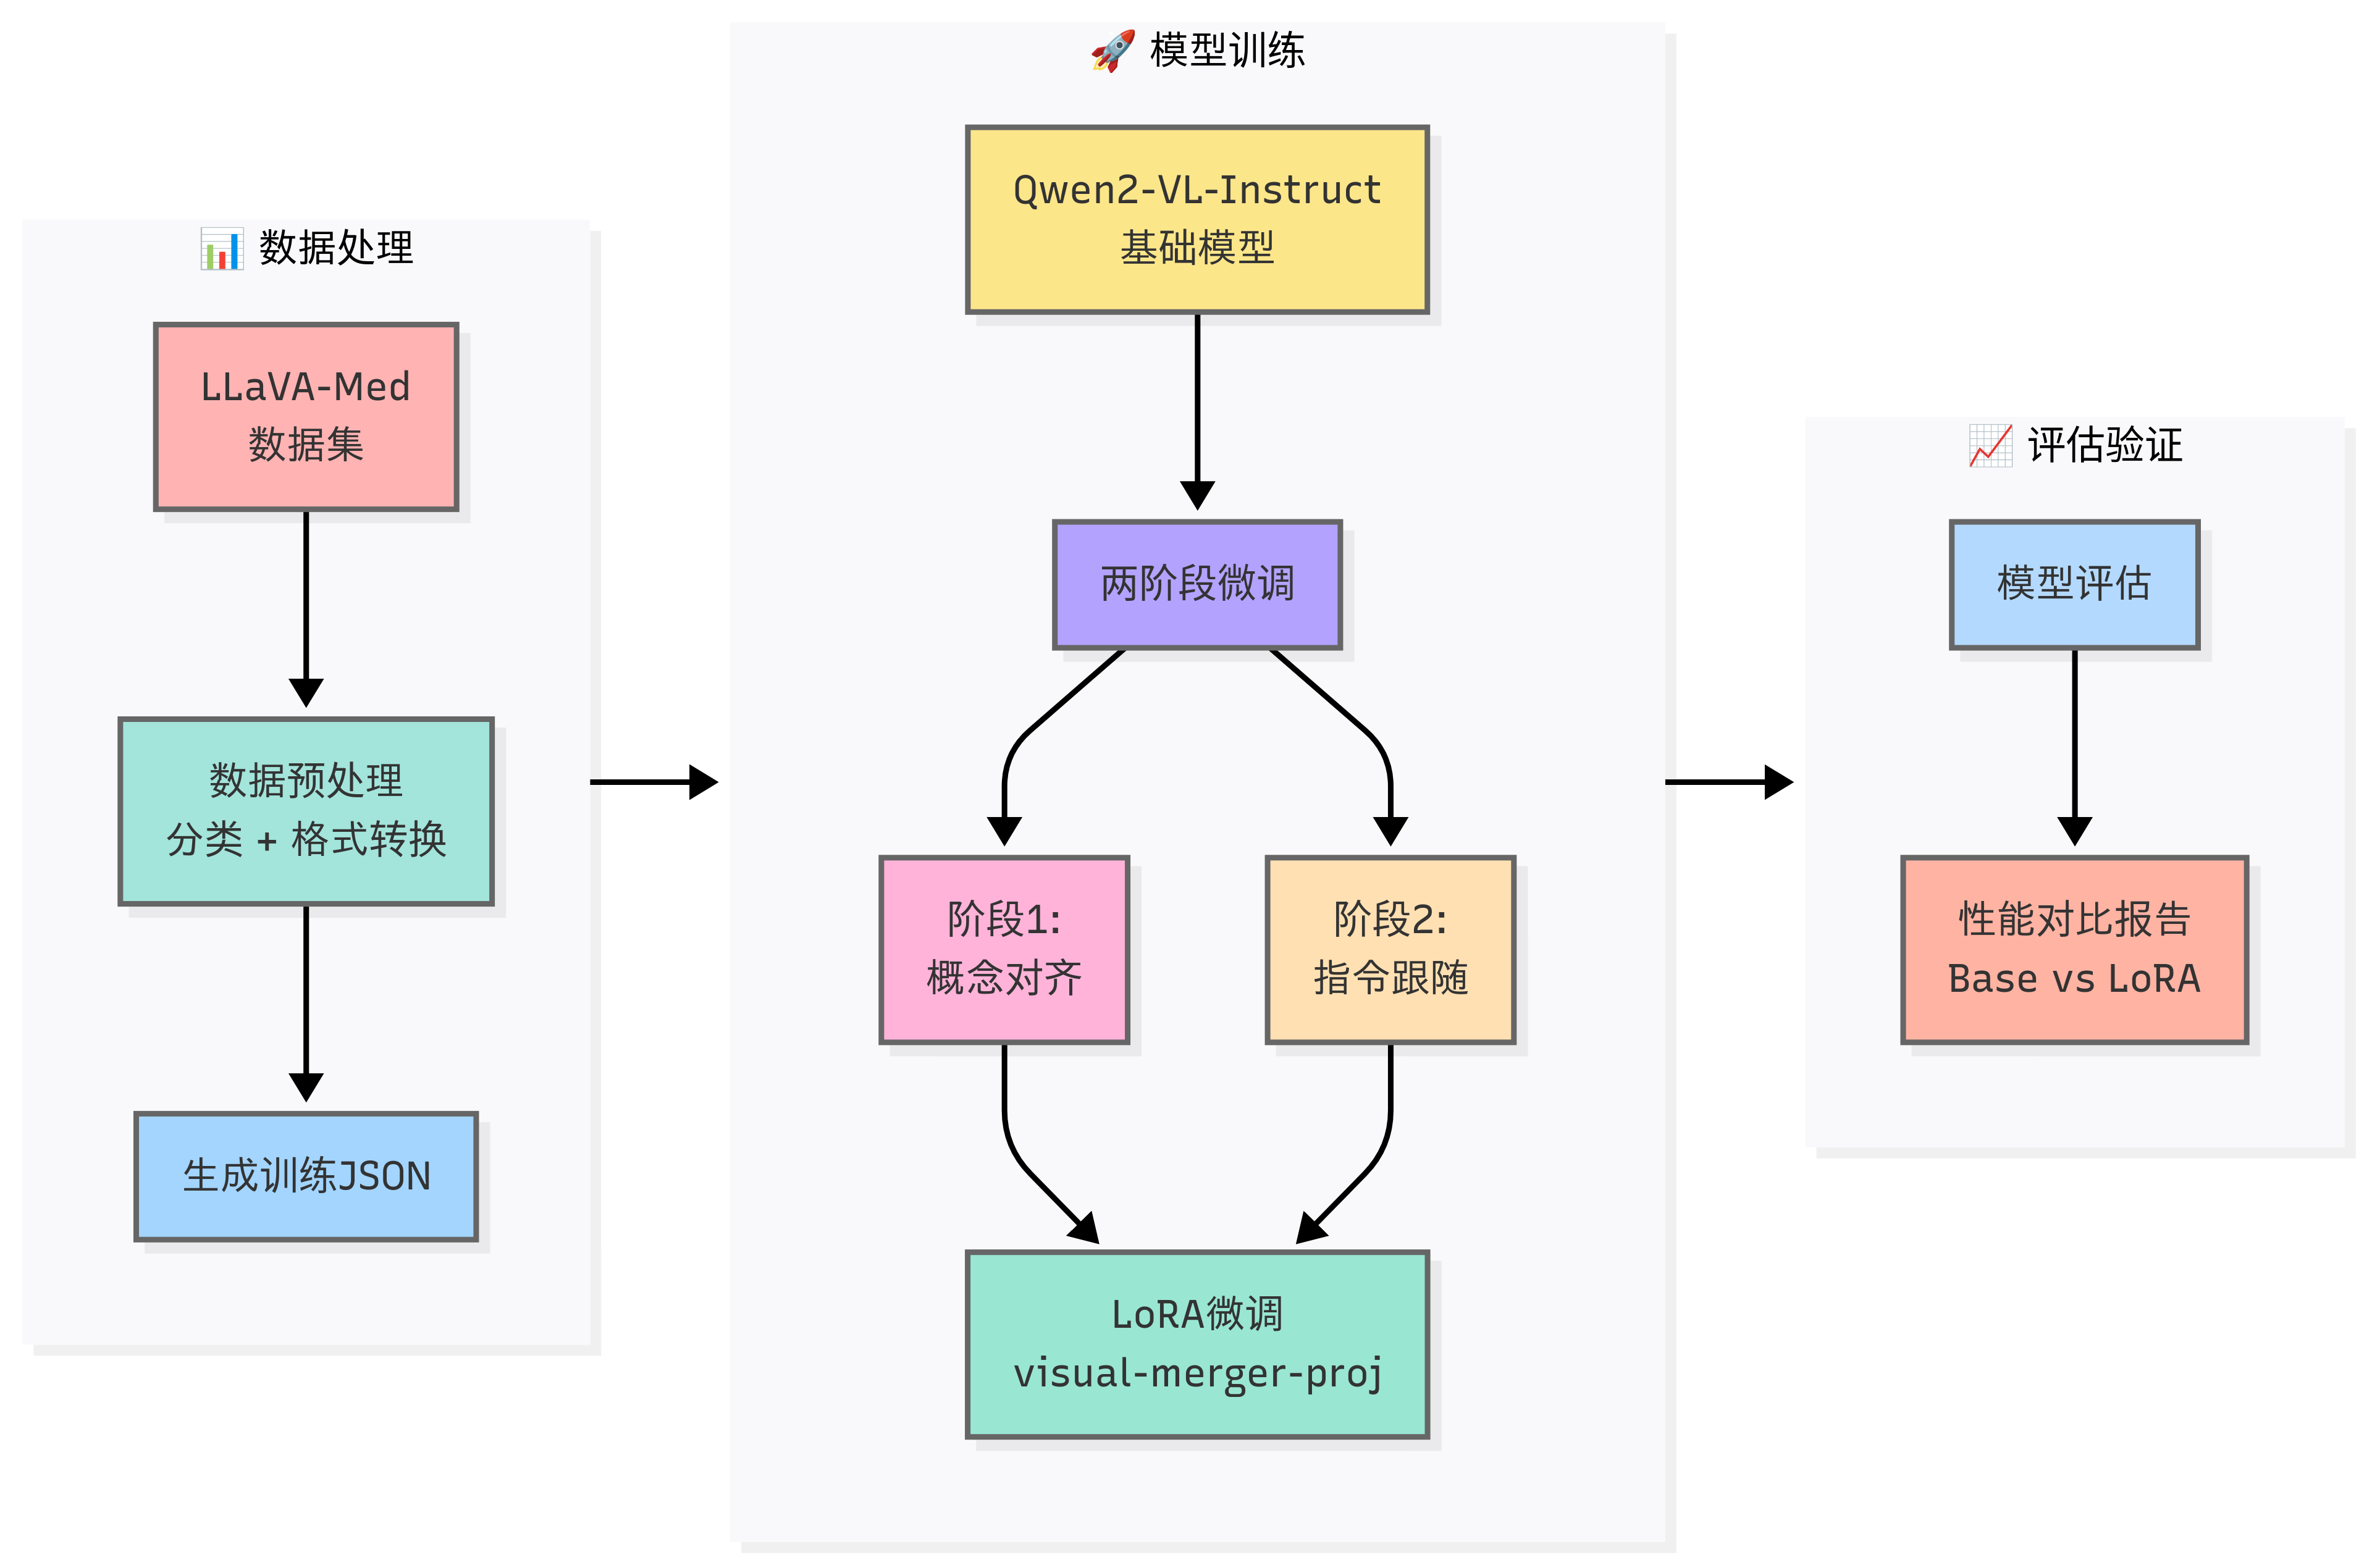 📊 数据处理
LLaVA-Med
数据集
数据预处理
分类 + 格式转换
生成训练JSON
🚀 模型训练
Qwen2-VL-Instruct
基础模型
两阶段微调
阶段1:
概念对齐
阶段2:
指令跟随
LoRA微调
visual-merger-proj
📈 评估验证
模型评估
性能对比报告
Base vs LoRA